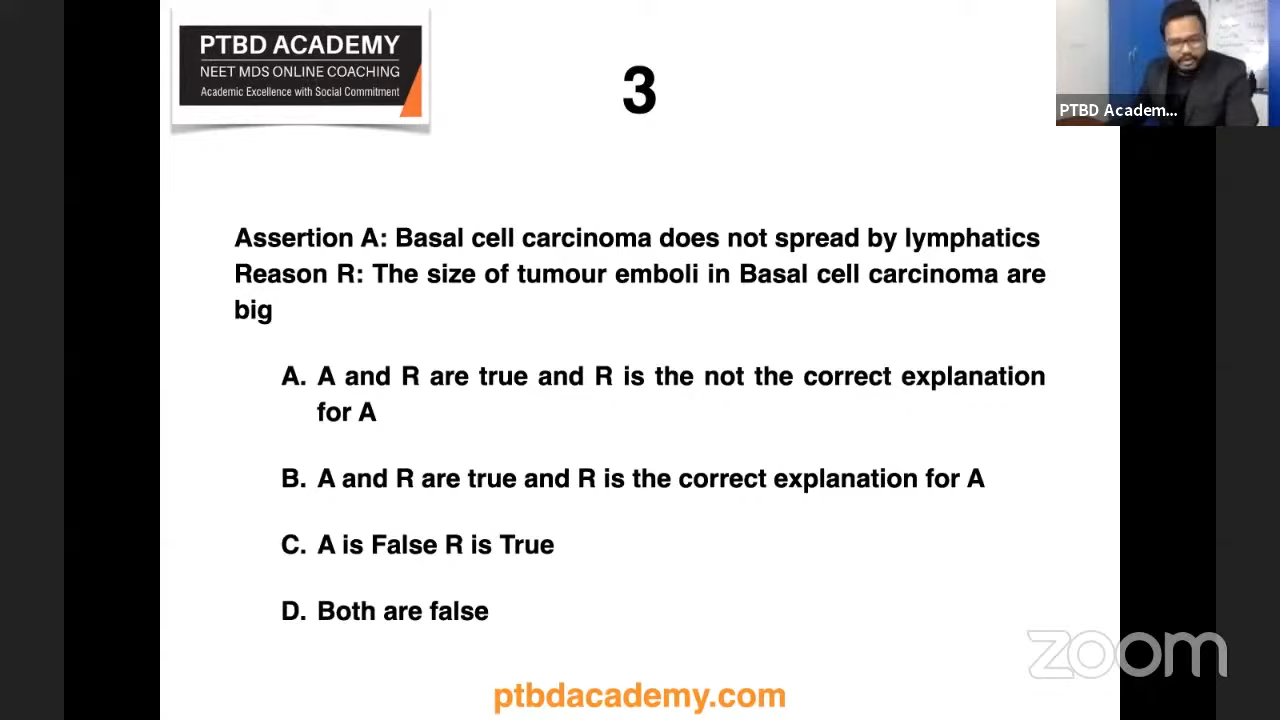 PTBD ACADEMY
NEET MDS ONLINE COACHING
Academic Excellence with Social Commitment
3
PTBD Academ...
Assertion A: Basal cell carcinoma does not spread by lymphatics
Reason R: The size of tumour emboli in Basal cell carcinoma are
big
A. A and R are true and R is the not the correct explanation
for A
B. A and R are true and R is the correct explanation for A
C. A is False R is True
D. Both are false
zoom
ptbdacademy.com